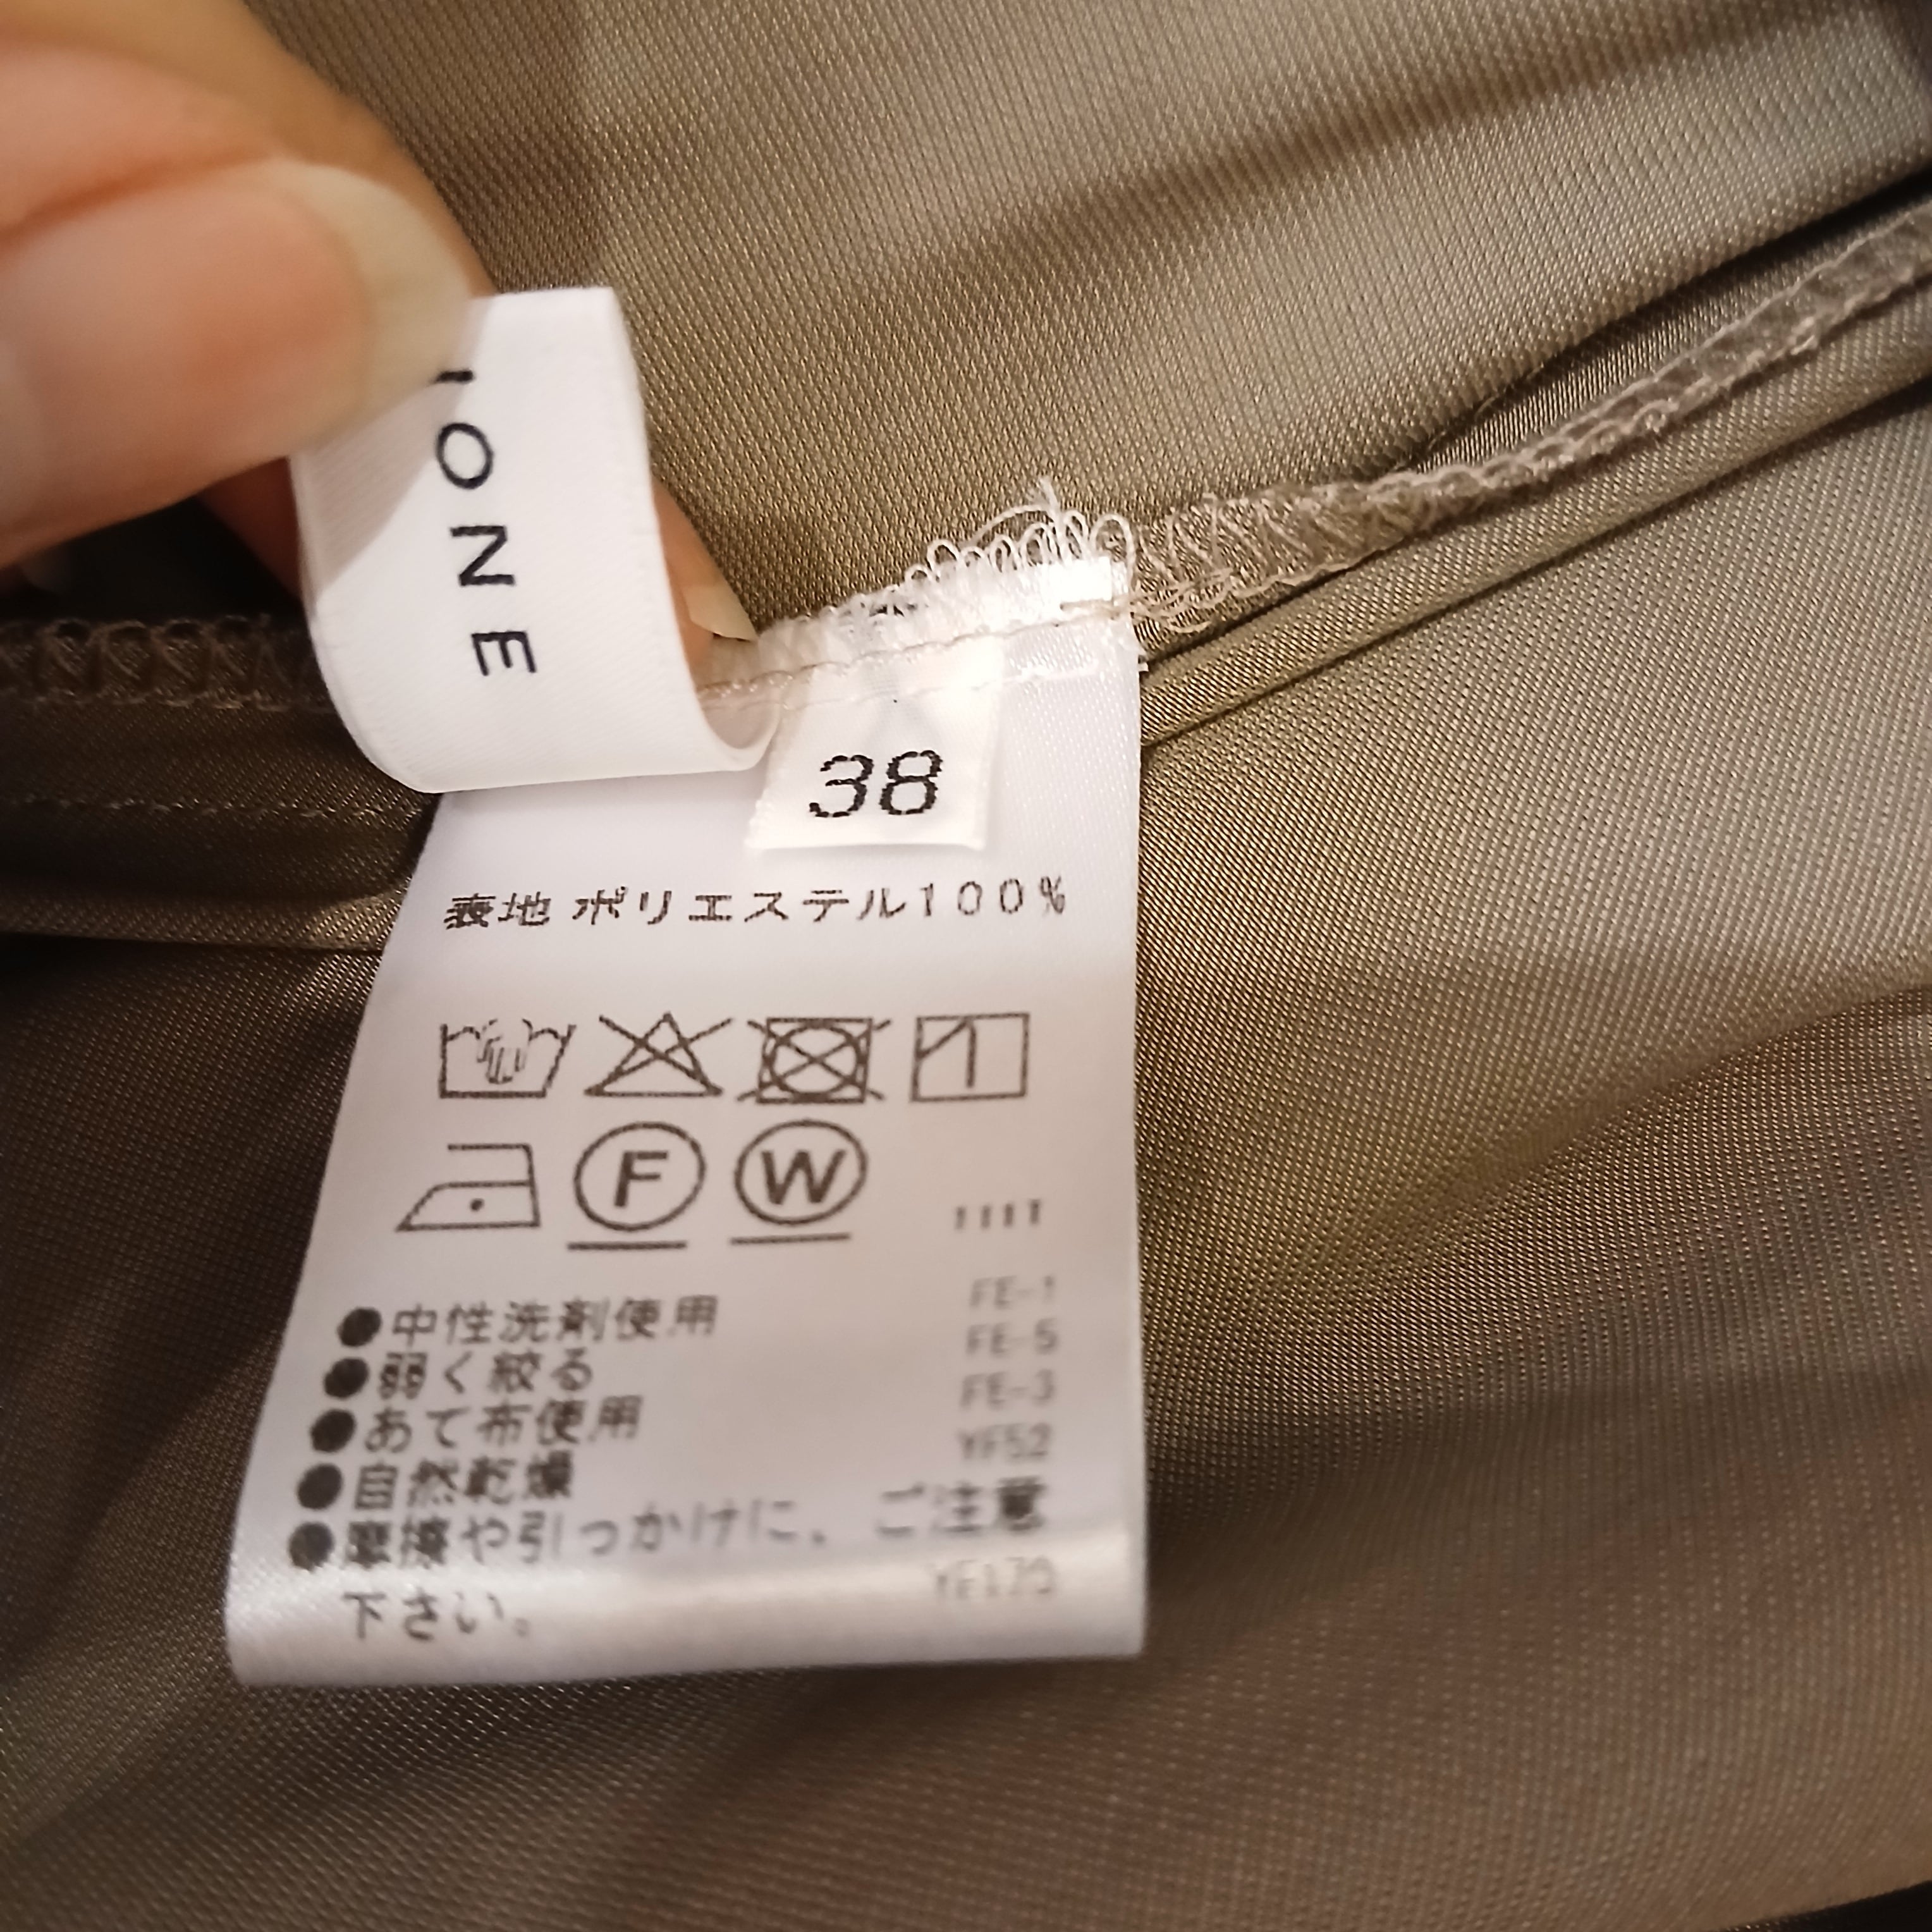 IONE
38
表地 ポリエステル100%
F W
FE-1
●中性洗剤使用
FE-5
●弱く絞る
FE-3
●あて布使用
YF52
●自然乾燥
●摩擦や引っかけに、ご注意
下さい。
YF170